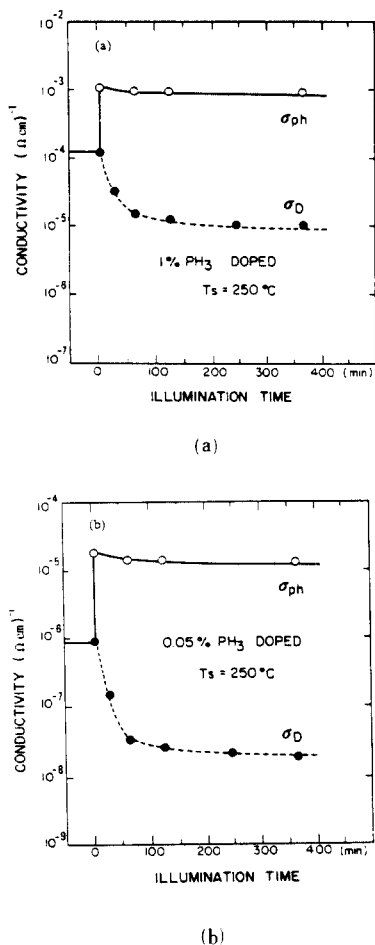 (a)
10⁻²
10⁻³
10⁻⁴
10⁻⁵
10⁻⁶
10⁻⁷
CONDUCTIVITY (Ω cm)⁻¹
σph
σD
1% PH₃ DOPED
Ts = 250 °C
0 100 200 300 400 (min)
ILLUMINATION TIME
(a)
(b)
10⁻⁴
10⁻⁵
10⁻⁶
10⁻⁷
10⁻⁸
10⁻⁹
CONDUCTIVITY (Ω cm)⁻¹
σph
0.05% PH₃ DOPED
Ts = 250 °C
σD
0 100 200 300 400 (min)
ILLUMINATION TIME
(b)